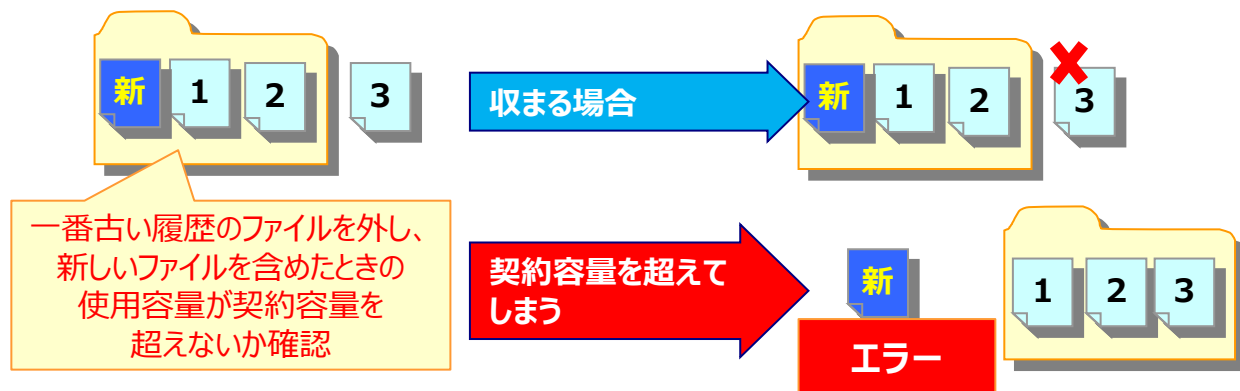 新 1 2 3
収まる場合
新 1 2 3
一番古い履歴のファイルを外し、
新しいファイルを含めたときの
使用容量が契約容量を
超えないか確認
契約容量を超えて
しまう
新
エラー
1 2 3